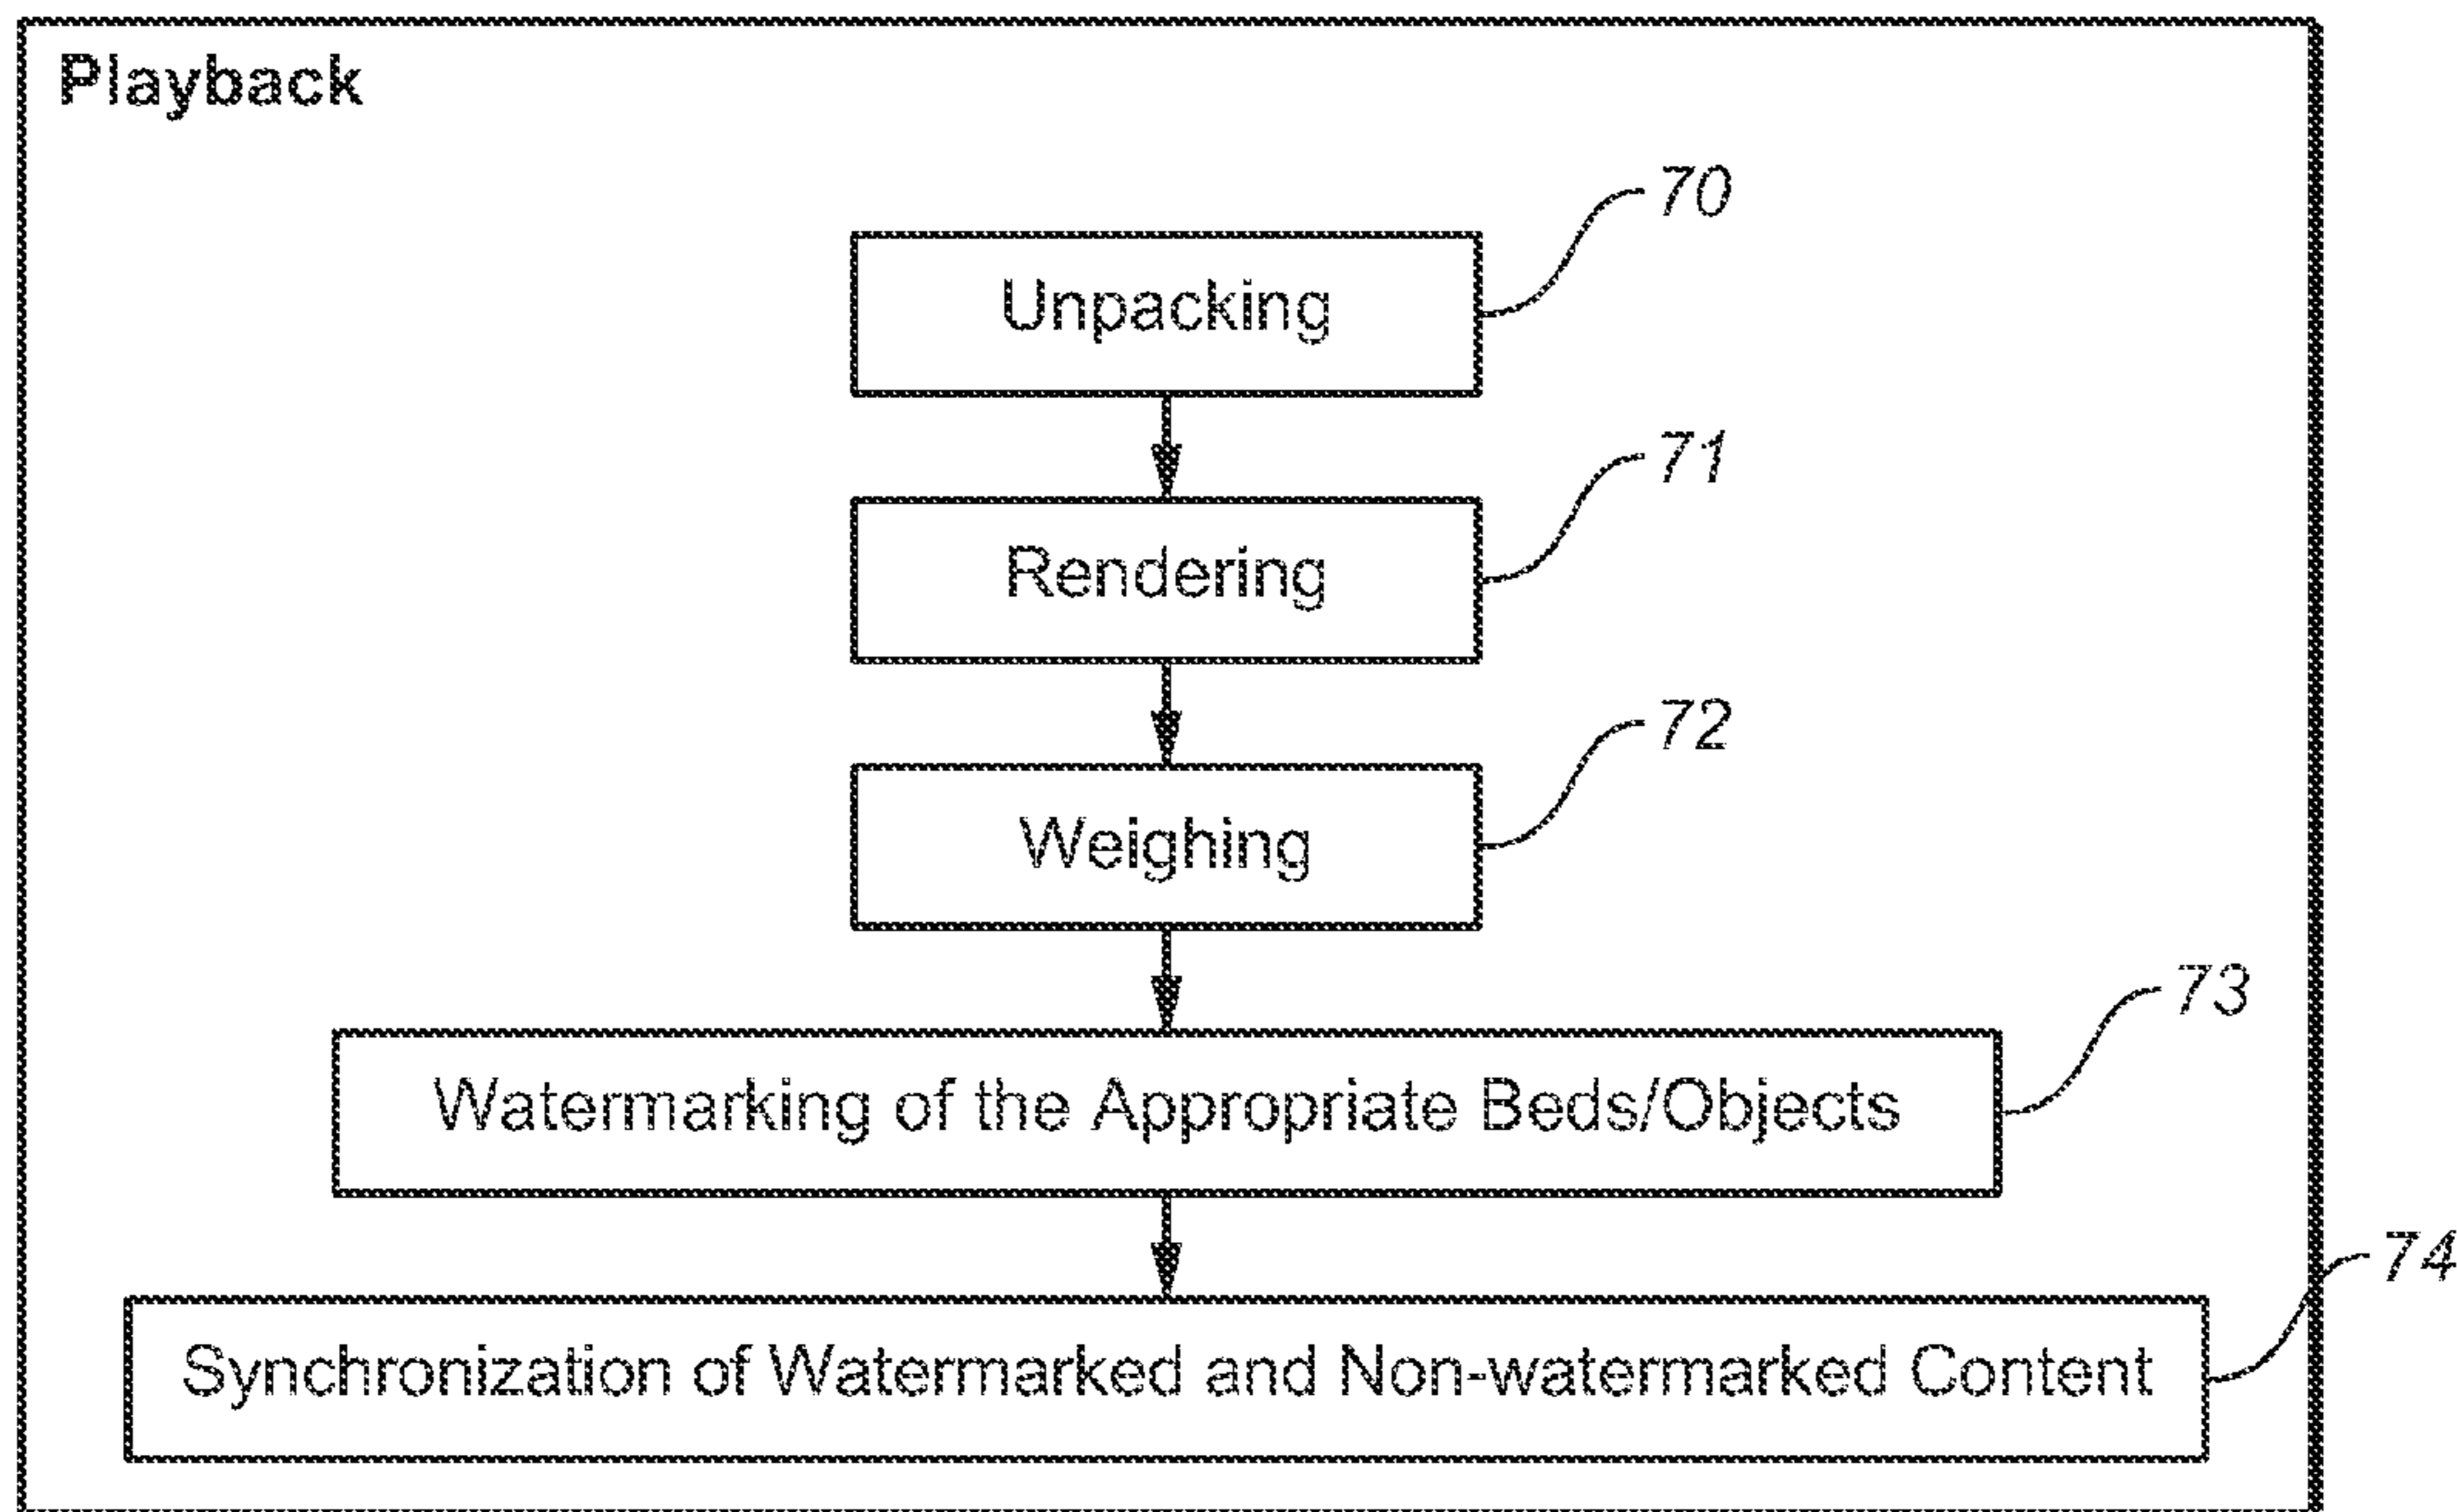 Playback
70
Unpacking
71
Rendering
72
Weighing
73
Watermarking of the Appropriate Beds/Objects
74
Synchronization of Watermarked and Non-watermarked Content